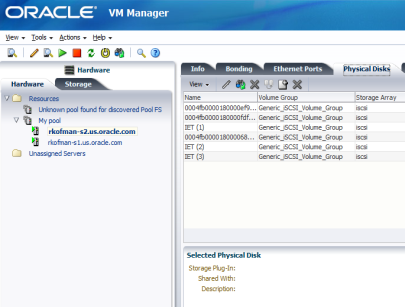 ORACLE® VM Manager
View Tools Actions Help
Hardware
Hardware Storage
Resources
Unknown pool found for discovered Pool FS
My pool
rkofman-s2.us.oracle.com
rkofman-s1.us.oracle.com
Unassigned Servers
Info Bonding Ethernet Ports Physical Disks
View
Name Volume Group Storage Array
0004fb0000180000ef9... Generic_iSCSI_Volume_Group iscsi
0004fb0000180000fdf... Generic_iSCSI_Volume_Group iscsi
IET (1) Generic_iSCSI_Volume_Group iscsi
0004fb000018000068... Generic_iSCSI_Volume_Group iscsi
IET (2) Generic_iSCSI_Volume_Group iscsi
IET (3) Generic_iSCSI_Volume_Group iscsi
Selected Physical Disk
Storage Plug-In:
Shared With:
Description: